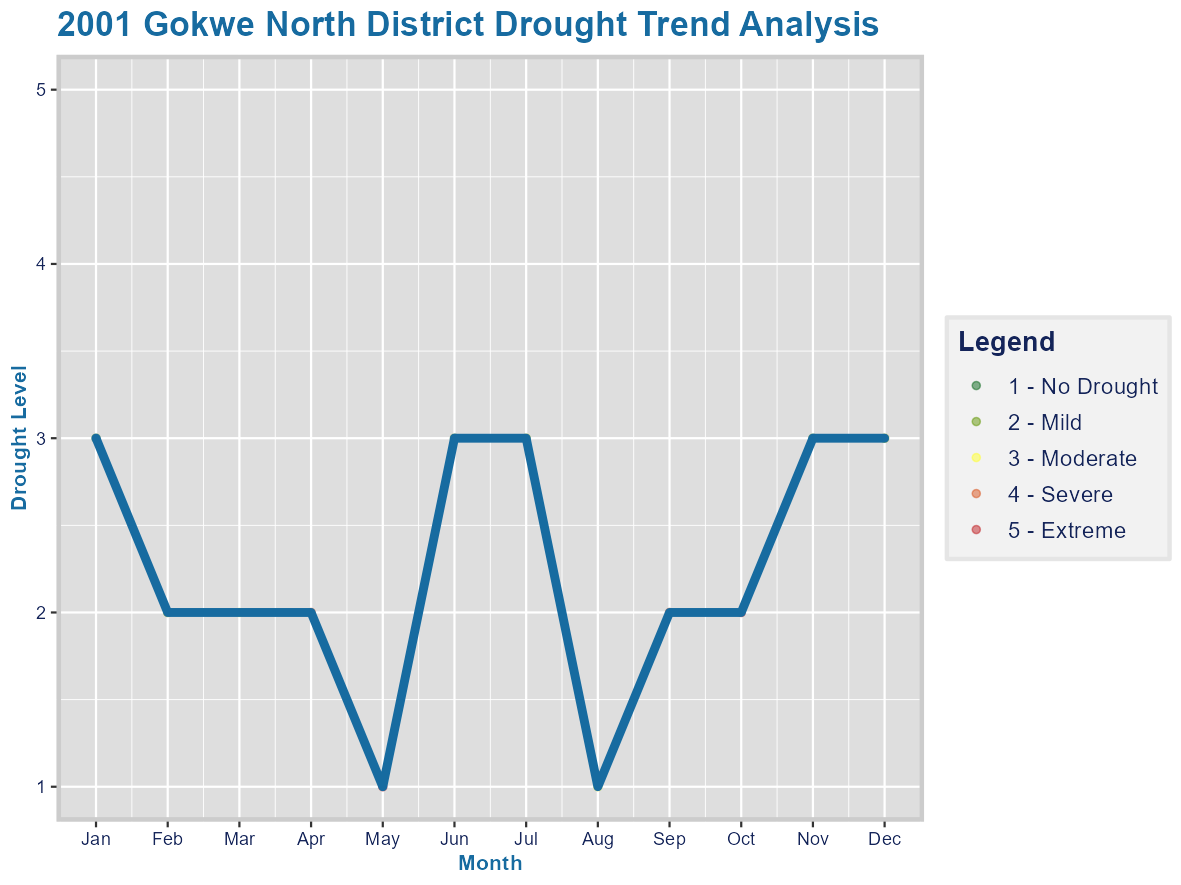 2001 Gokwe North District Drought Trend Analysis
Drought Level
5
4
3
2
1
Jan Feb Mar Apr May Jun Jul Aug Sep Oct Nov Dec
Month
Legend
1 - No Drought
2 - Mild
3 - Moderate
4 - Severe
5 - Extreme